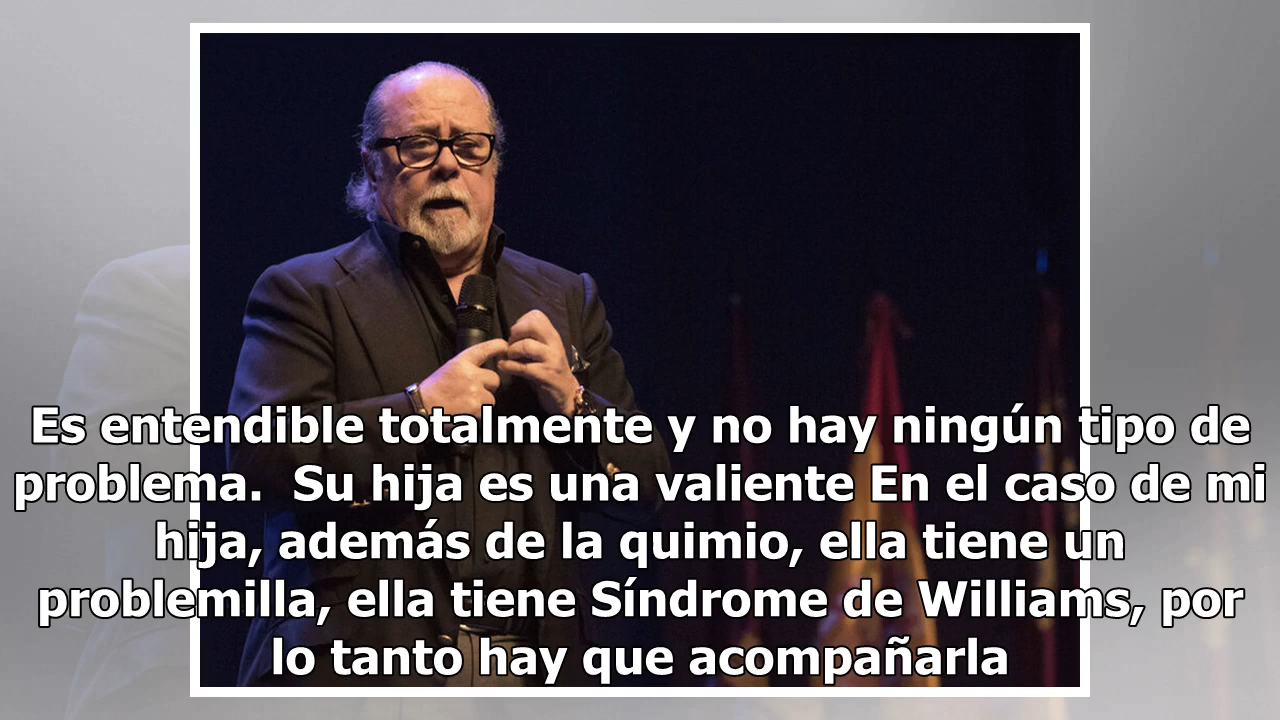 Es entendible totalmente y no hay ningún tipo de
problema.  Su hija es una valiente En el caso de mi
hija, además de la quimio, ella tiene un
problemilla, ella tiene Síndrome de Williams, por
lo tanto hay que acompañarla